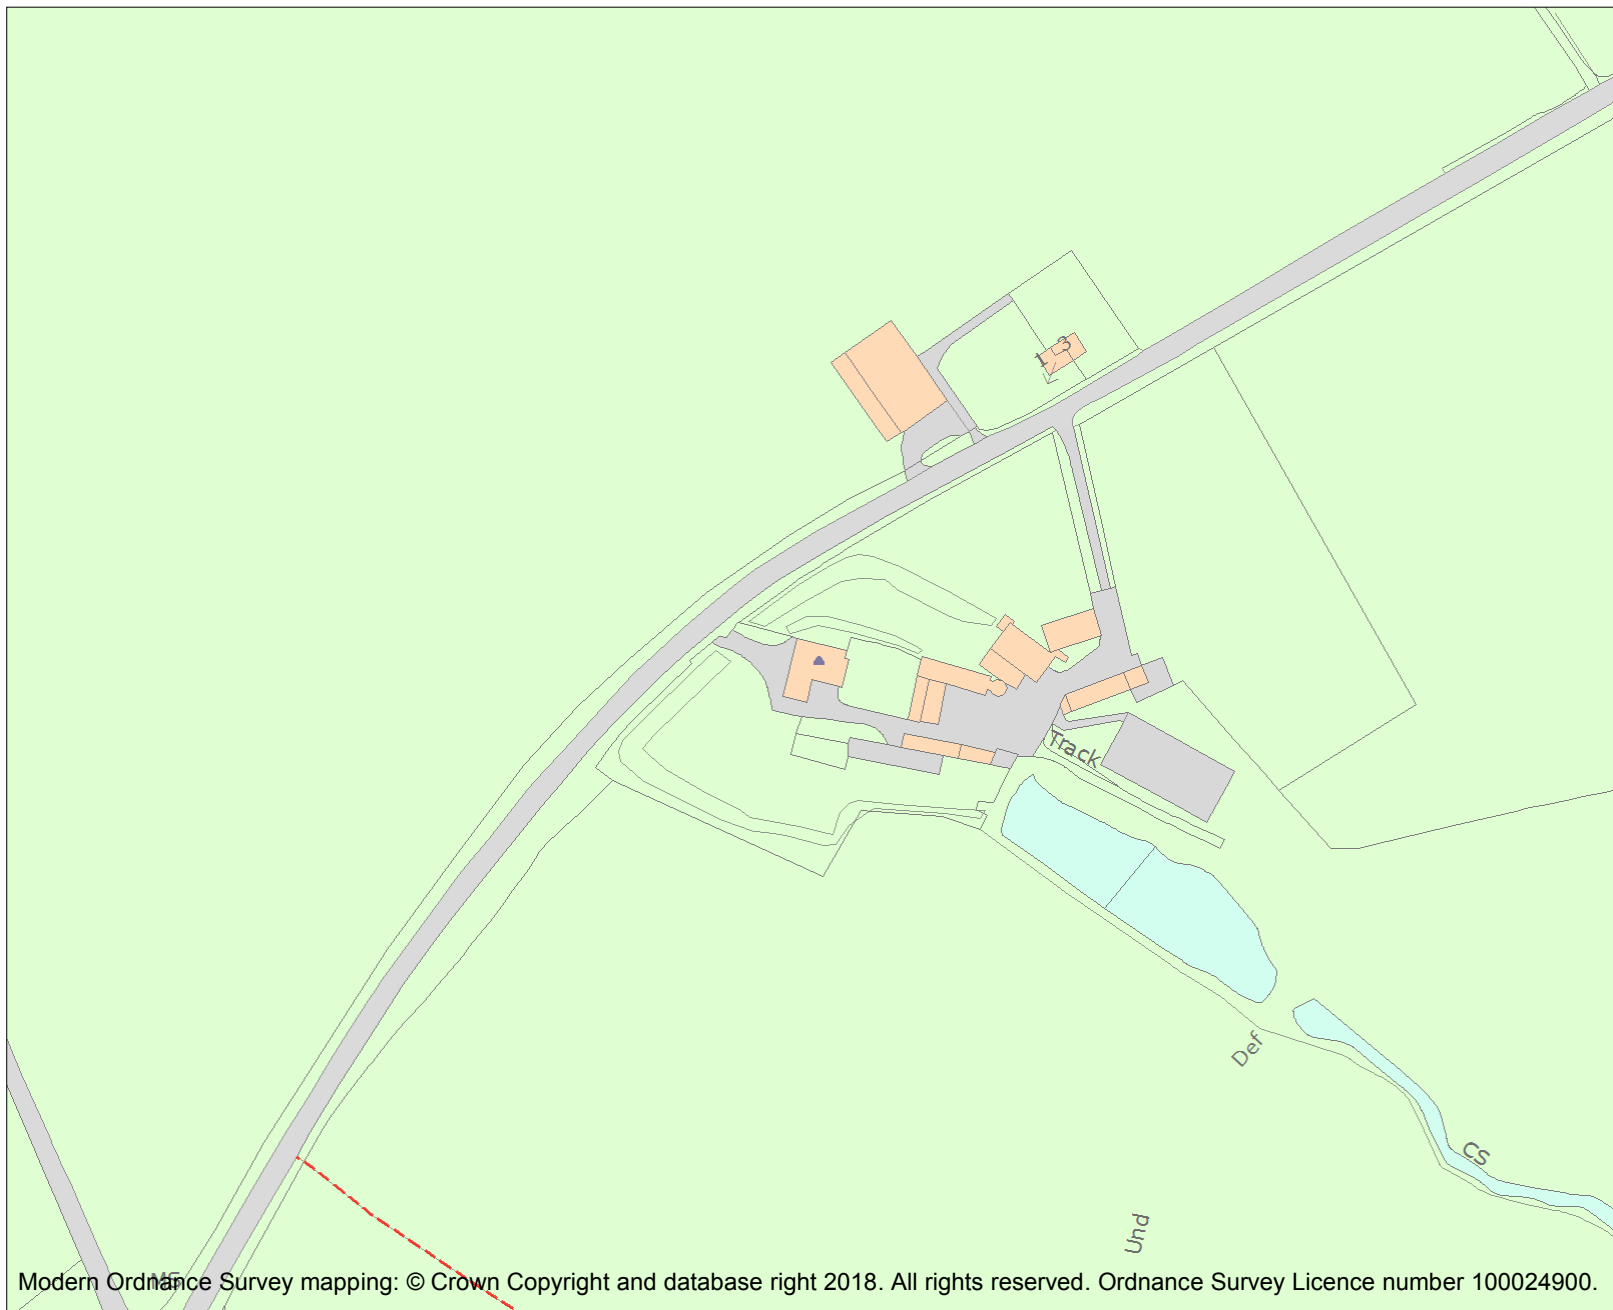 3
1
Track
Def
CS
Und
MS
Modern Ordnance Survey mapping: © Crown Copyright and database right 2018. All rights reserved. Ordnance Survey Licence number 100024900.